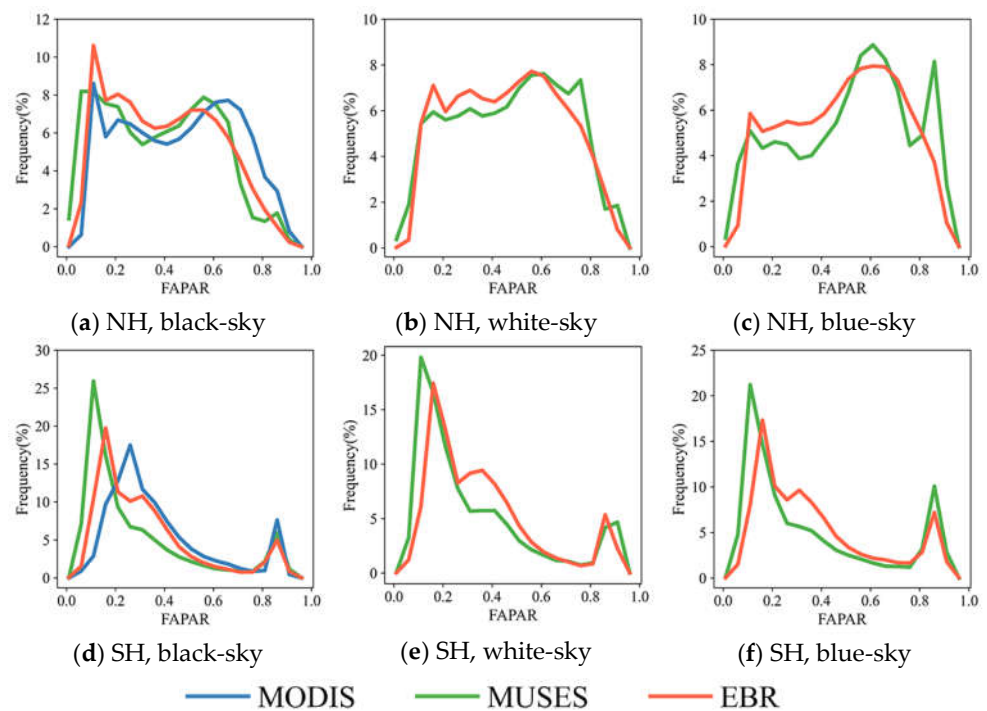 12
10
8
6
4
2
0
Frequency(%)
0.0 0.2 0.4 0.6 0.8 1.0
FAPAR
(a) NH, black-sky
10
8
6
4
2
0
Frequency(%)
0.0 0.2 0.4 0.6 0.8 1.0
FAPAR
(b) NH, white-sky
10
8
6
4
2
0
Frequency(%)
0.0 0.2 0.4 0.6 0.8 1.0
FAPAR
(c) NH, blue-sky
30
25
20
15
10
5
0
Frequency(%)
0.0 0.2 0.4 0.6 0.8 1.0
FAPAR
(d) SH, black-sky
20
15
10
5
0
Frequency(%)
0.0 0.2 0.4 0.6 0.8 1.0
FAPAR
(e) SH, white-sky
25
20
15
10
5
0
Frequency(%)
0.0 0.2 0.4 0.6 0.8 1.0
FAPAR
(f) SH, blue-sky
MODIS MUSES EBR